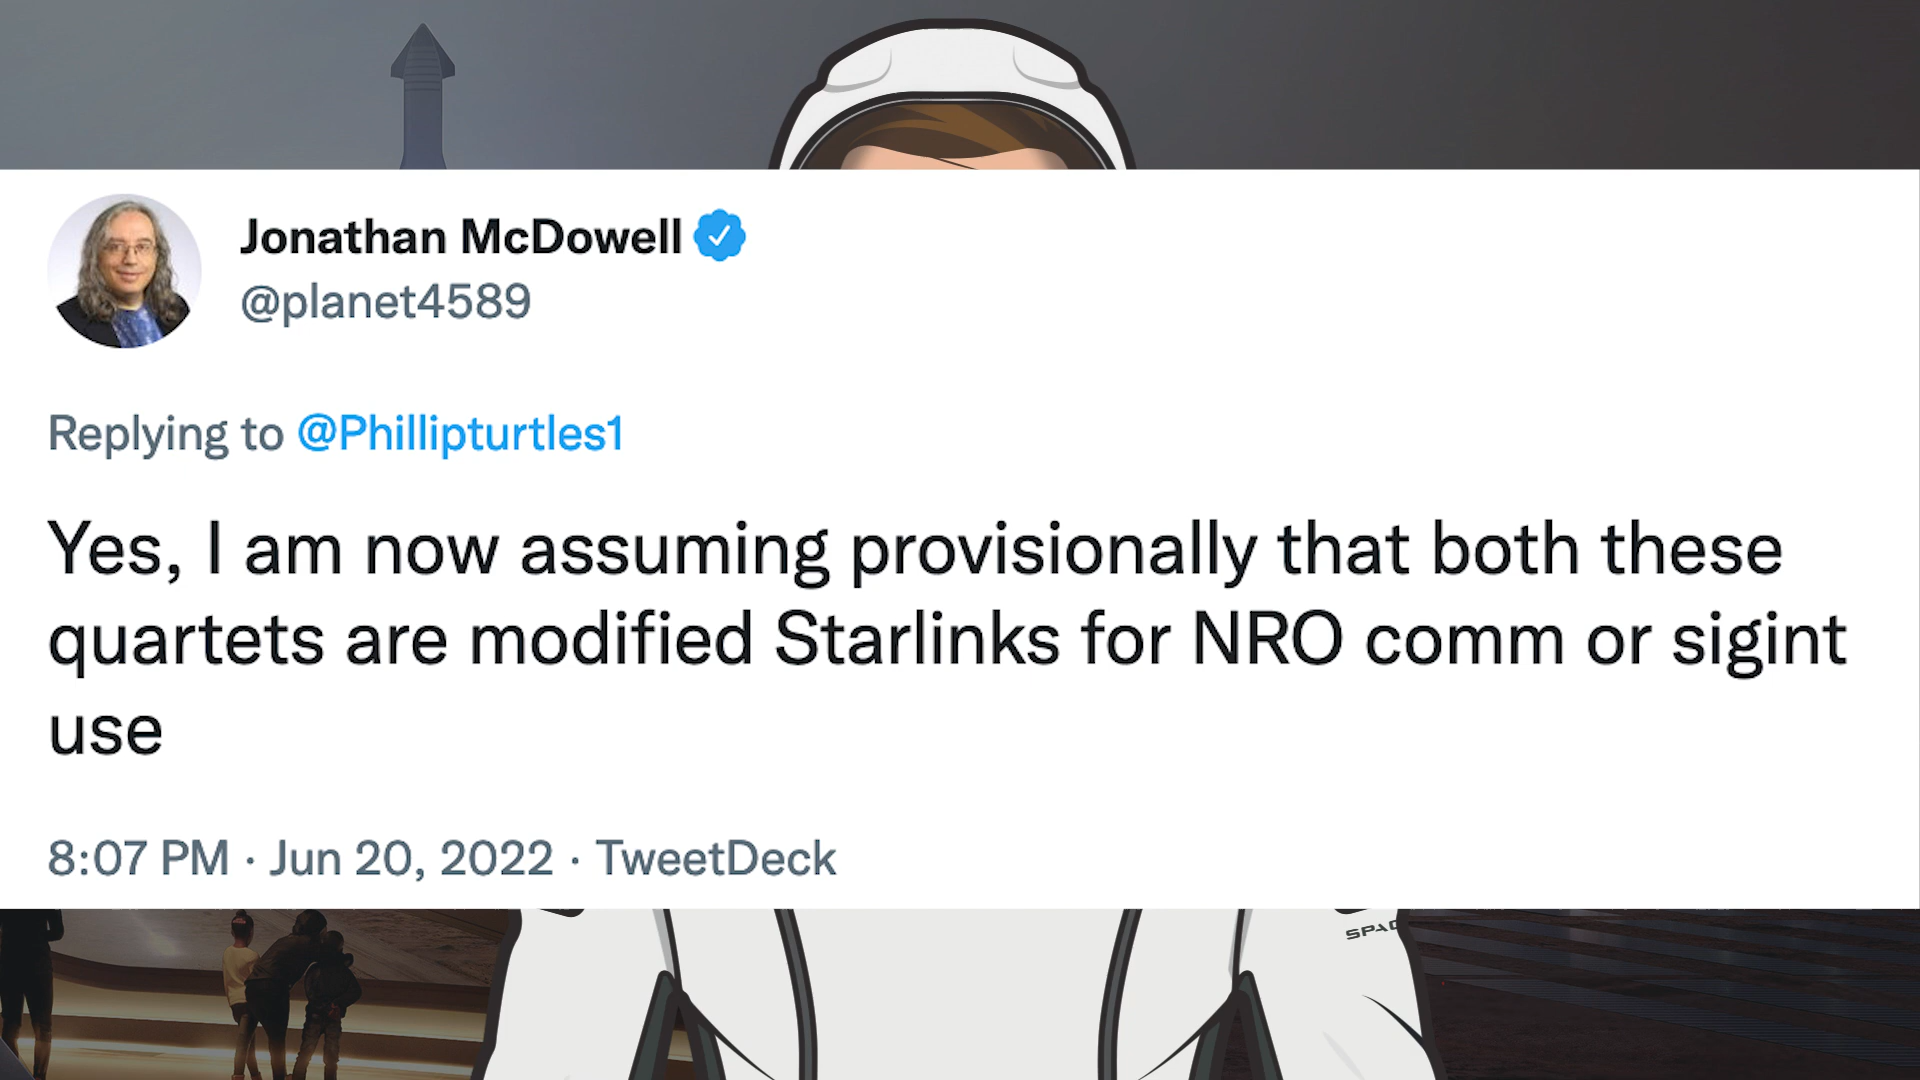 Jonathan McDowell
@planet4589
Replying to @Phillipturtles1
Yes, I am now assuming provisionally that both these
quartets are modified Starlinks for NRO comm or sigint
use
8:07 PM · Jun 20, 2022 · TweetDeck
SPAC